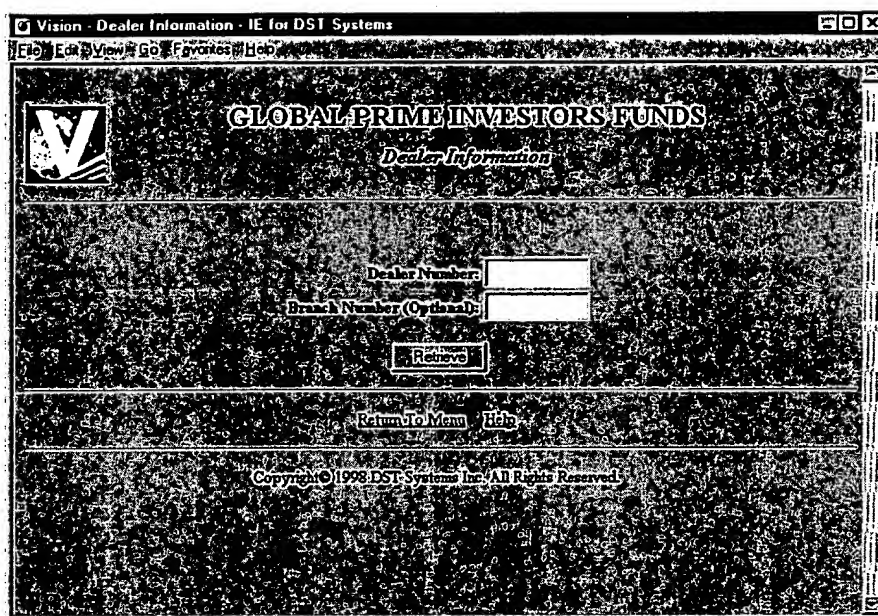 Vision - Dealer Information - IE for DST Systems
File Edit View Go Favorites Help
V
GLOBAL PRIME INVESTORS FUNDS
Dealer Information
Dealer Number:
Branch Number (Optional):
Retrieve
Return To Menu Help
Copyright© 1998 DST Systems Inc. All Rights Reserved.